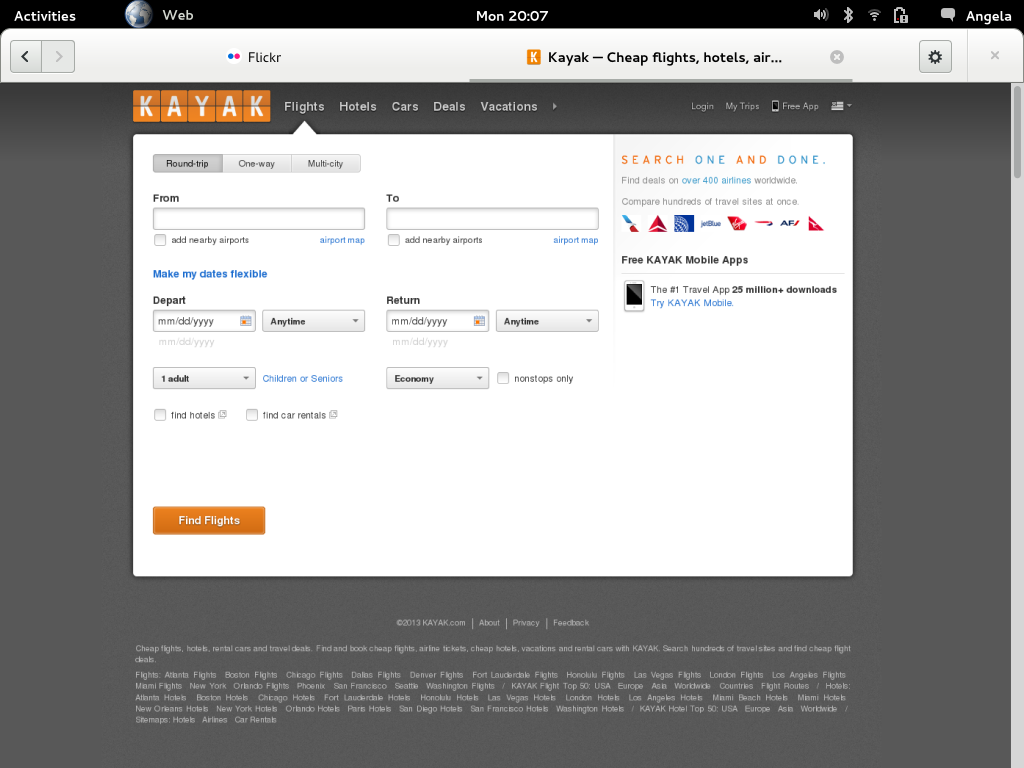 Activities Web Mon 20:07 Angela
Flickr Kayak — Cheap flights, hotels, air...
KAYAK Flights Hotels Cars Deals Vacations Login My Trips Free App
Round-trip One-way Multi-city
SEARCH ONE AND DONE.
Find deals on over 400 airlines worldwide.
Compare hundreds of travel sites at once.
jetBlue AF
Free KAYAK Mobile Apps
The #1 Travel App 25 million+ downloads
Try KAYAK Mobile.
From To
add nearby airports airport map add nearby airports airport map
Make my dates flexible
Depart Return
mm/dd/yyyy Anytime mm/dd/yyyy Anytime
mm/dd/yyyy mm/dd/yyyy
1 adult Children or Seniors Economy nonstops only
find hotels find car rentals
Find Flights
©2013 KAYAK.com | About | Privacy | Feedback
Cheap flights, hotels, rental cars and travel deals. Find and book cheap flights, airline tickets, cheap hotels, vacations and rental cars with KAYAK. Search hundreds of travel sites and find cheap flight
deals.
Flights: Atlanta Flights Boston Flights Chicago Flights Dallas Flights Denver Flights Fort Lauderdale Flights Honolulu Flights Las Vegas Flights London Flights Los Angeles Flights
Miami Flights New York Orlando Flights Phoenix San Francisco Seattle Washington Flights / KAYAK Flight Top 50: USA Europe Asia Worldwide Countries Flight Routes / Hotels:
Atlanta Hotels Boston Hotels Chicago Hotels Fort Lauderdale Hotels Honolulu Hotels Las Vegas Hotels London Hotels Los Angeles Hotels Miami Beach Hotels Miami Hotels
New Orleans Hotels New York Hotels Orlando Hotels Paris Hotels San Diego Hotels San Francisco Hotels Washington Hotels / KAYAK Hotel Top 50: USA Europe Asia Worldwide /
Sitemaps: Hotels Airlines Car Rentals